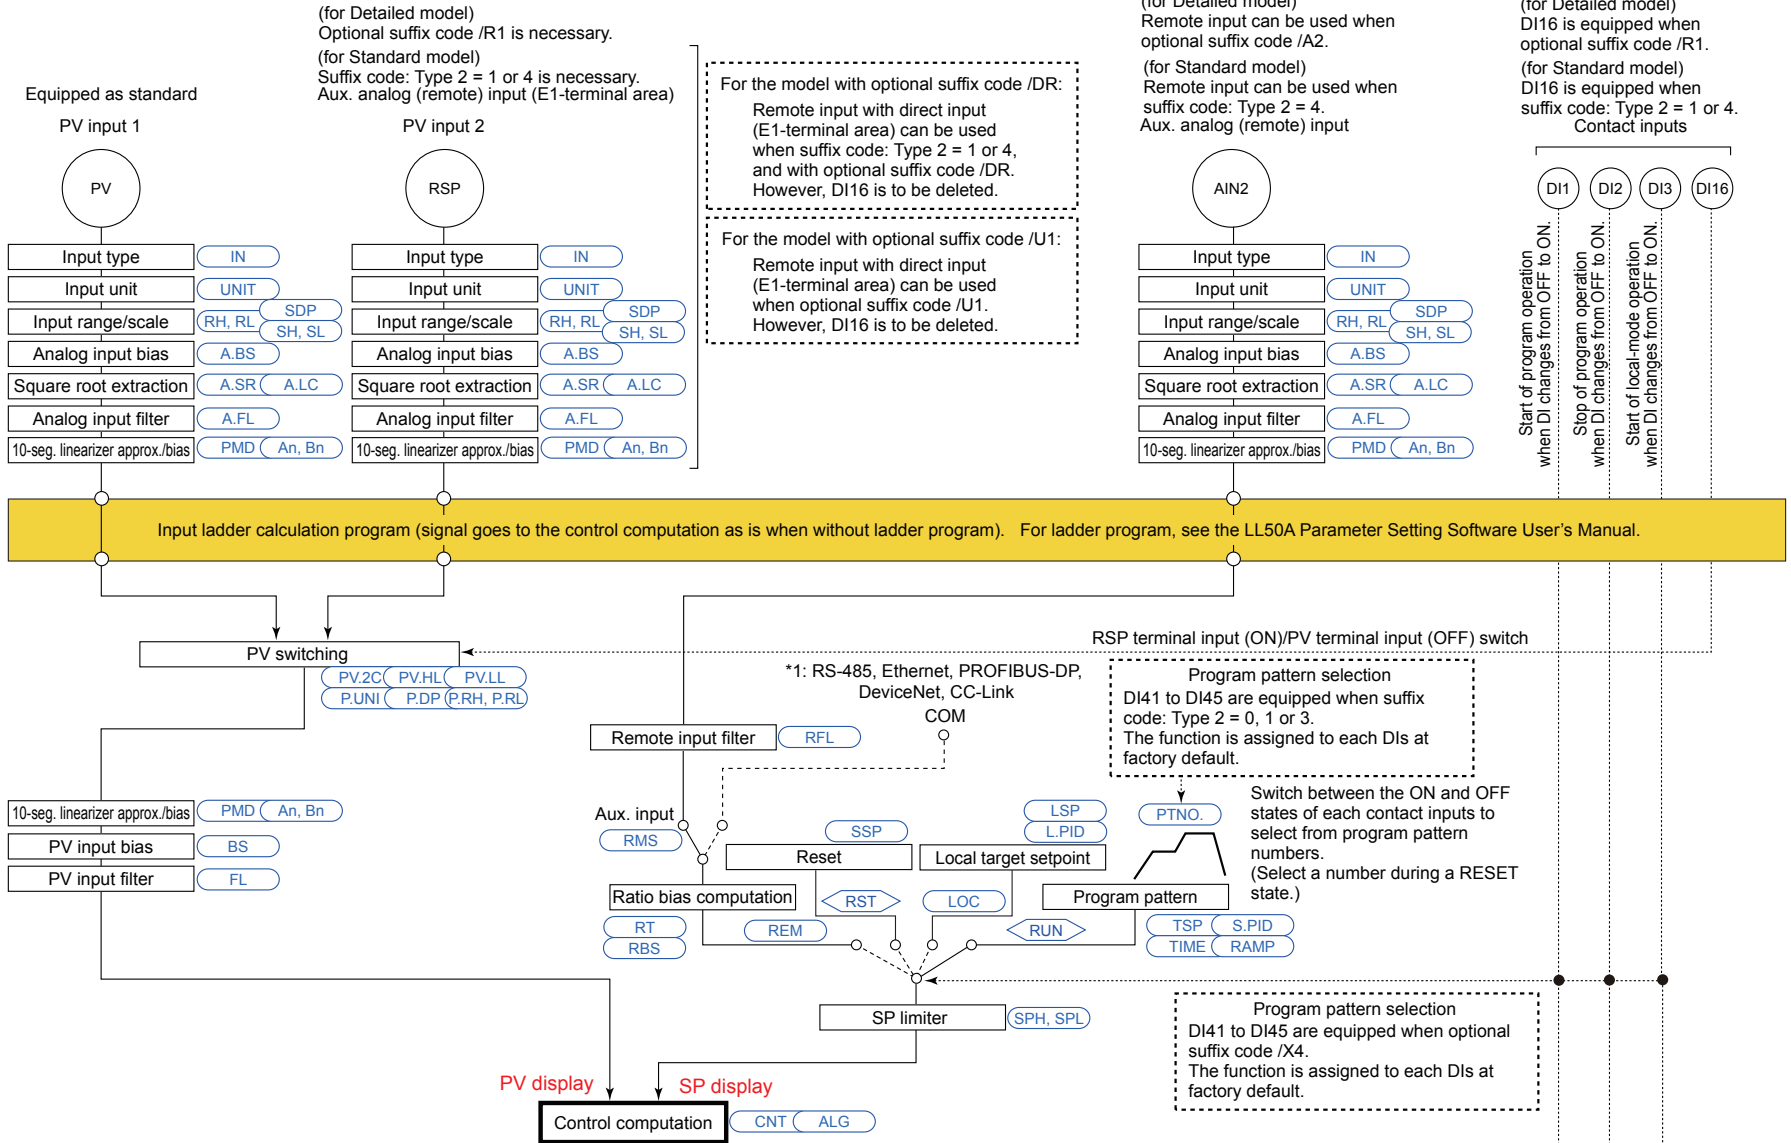 (for Detailed model)
Optional suffix code /R1 is necessary.
(for Standard model)
Suffix code: Type 2 = 1 or 4 is necessary.
Aux. analog (remote) input (E1-terminal area)
Equipped as standard
PV input 1
PV input 2
For the model with optional suffix code /DR:
Remote input with direct input
(E1-terminal area) can be used
when suffix code: Type 2 = 1 or 4,
and with optional suffix code /DR.
However, DI16 is to be deleted.
For the model with optional suffix code /U1:
Remote input with direct input
(E1-terminal area) can be used
when optional suffix code /U1.
However, DI16 is to be deleted.
(for Detailed model)
Remote input can be used when
optional suffix code /A2.
(for Standard model)
Remote input can be used when
suffix code: Type 2 = 4.
Aux. analog (remote) input
(for Detailed model)
DI16 is equipped when
optional suffix code /R1.
(for Standard model)
DI16 is equipped when
suffix code: Type 2 = 1 or 4.
Contact inputs
PV
RSP
AIN2
DI1
DI2
DI3
DI16
Input type
IN
Input unit
UNIT
Input range/scale
RH, RL
SDP
SH, SL
Analog input bias
A.BS
Square root extraction
A.SR
A.LC
Analog input filter
A.FL
10-seg. linearizer approx./bias
PMD
An, Bn
Input type
IN
Input unit
UNIT
Input range/scale
RH, RL
SDP
SH, SL
Analog input bias
A.BS
Square root extraction
A.SR
A.LC
Analog input filter
A.FL
10-seg. linearizer approx./bias
PMD
An, Bn
Input type
IN
Input unit
UNIT
Input range/scale
RH, RL
SDP
SH, SL
Analog input bias
A.BS
Square root extraction
A.SR
A.LC
Analog input filter
A.FL
10-seg. linearizer approx./bias
PMD
An, Bn
Start of program operation
when DI changes from OFF to ON.
Stop of program operation
when DI changes from OFF to ON.
Start of local-mode operation
when DI changes from OFF to ON.
Input ladder calculation program (signal goes to the control computation as is when without ladder program). For ladder program, see the LL50A Parameter Setting Software User's Manual.
RSP terminal input (ON)/PV terminal input (OFF) switch
PV switching
PV.2C
PV.HL
PV.LL
P.UNI
P.DP
P.RH, P.RL
*1: RS-485, Ethernet, PROFIBUS-DP,
DeviceNet, CC-Link
COM
Program pattern selection
DI41 to DI45 are equipped when suffix
code: Type 2 = 0, 1 or 3.
The function is assigned to each DIs at
factory default.
Remote input filter
RFL
10-seg. linearizer approx./bias
PMD
An, Bn
PV input bias
BS
PV input filter
FL
Aux. input
RMS
SSP
Reset
LSP
L.PID
Local target setpoint
PTNO.
Switch between the ON and OFF
states of each contact inputs to
select from program pattern
numbers.
(Select a number during a RESET
state.)
Ratio bias computation
RT
RBS
REM
RST
LOC
RUN
Program pattern
TSP
S.PID
TIME
RAMP
SP limiter
SPH, SPL
Program pattern selection
DI41 to DI45 are equipped when optional
suffix code /X4.
The function is assigned to each DIs at
factory default.
PV display
SP display
Control computation
CNT
ALG